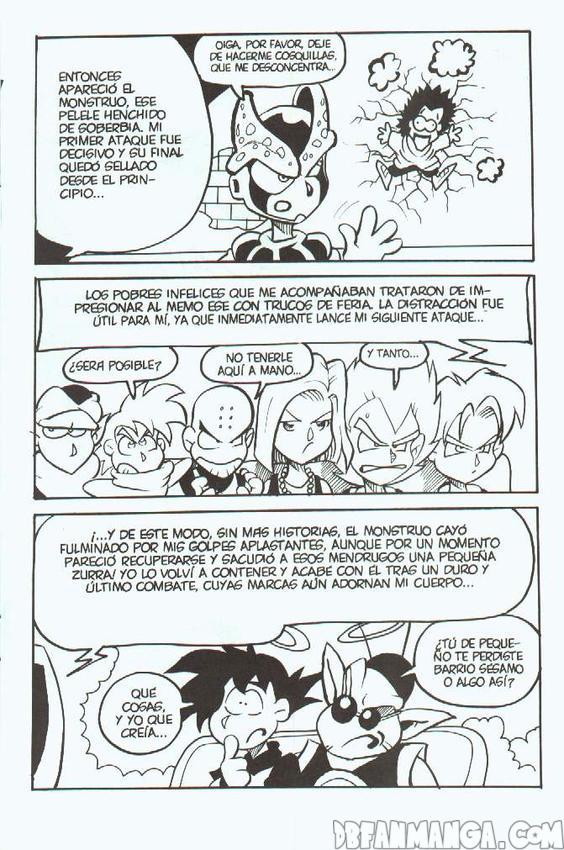 ENTONCES
APARECIÓ EL
MONSTRUO, ESE
PELELE HENCHIDO
DE SOBERBIA. MI
PRIMER ATAQUE FUE
DECISIVO Y SU FINAL
QUEDÓ SELLADO
DESDE EL PRIN-
CIPIO...
OIGA, POR FAVOR, DEJE
DE HACERME COSQUILLAS,
QUE ME DESCONCENTRA...
LOS POBRES INFELICES QUE ME ACOMPAÑABAN TRATARON DE IM-
PRESIONAR AL MEMO ESE CON TRUCOS DE FERIA. LA DISTRACCIÓN FUE
ÚTIL PARA MÍ, YA QUE INMEDIATAMENTE LANCE MI SIGUIENTE ATAQUE...
¿SERA POSIBLE?
NO TENERLE
AQUÍ A MANO...
Y TANTO...
¡...Y DE ESTE MODO, SIN MAS HISTORIAS, EL MONSTRUO CAYÓ
FULMINADO POR MIS GOLPES APLASTANTES, AUNQUE POR UN MOMENTO
PARECIÓ RECUPERARSE Y SACUDIÓ A ESOS MENDRUGOS UNA PEQUEÑA
ZURRA! YO LO VOLVÍ A CONTENER Y ACABE CON EL TRAS UN DURO Y
ÚLTIMO COMBATE, CUYAS MARCAS AÚN ADORNAN MI CUERPO...
QUE
COSAS,
Y YO QUE
CREÍA...
¿TÚ DE PEQUE-
ÑO TE PERDISTE
BARRIO SÉSAMO
O ALGO ASÍ?
DBFANMANGA.COM